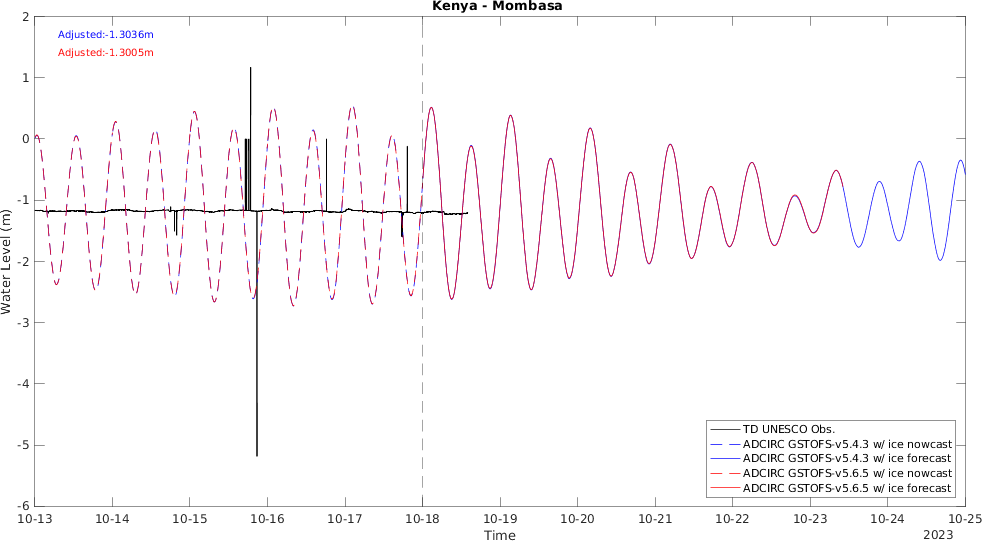 Kenya - Mombasa
Adjusted:-1.3036m
Adjusted:-1.3005m
2
1
0
-1
-2
-3
-4
-5
-6
Water Level (m)
TD UNESCO Obs.
ADCIRC GSTOFS-v5.4.3 w/ ice nowcast
ADCIRC GSTOFS-v5.4.3 w/ ice forecast
ADCIRC GSTOFS-v5.6.5 w/ ice nowcast
ADCIRC GSTOFS-v5.6.5 w/ ice forecast
10-13 10-14 10-15 10-16 10-17 10-18 10-19 10-20 10-21 10-22 10-23 10-24 10-25
Time
2023